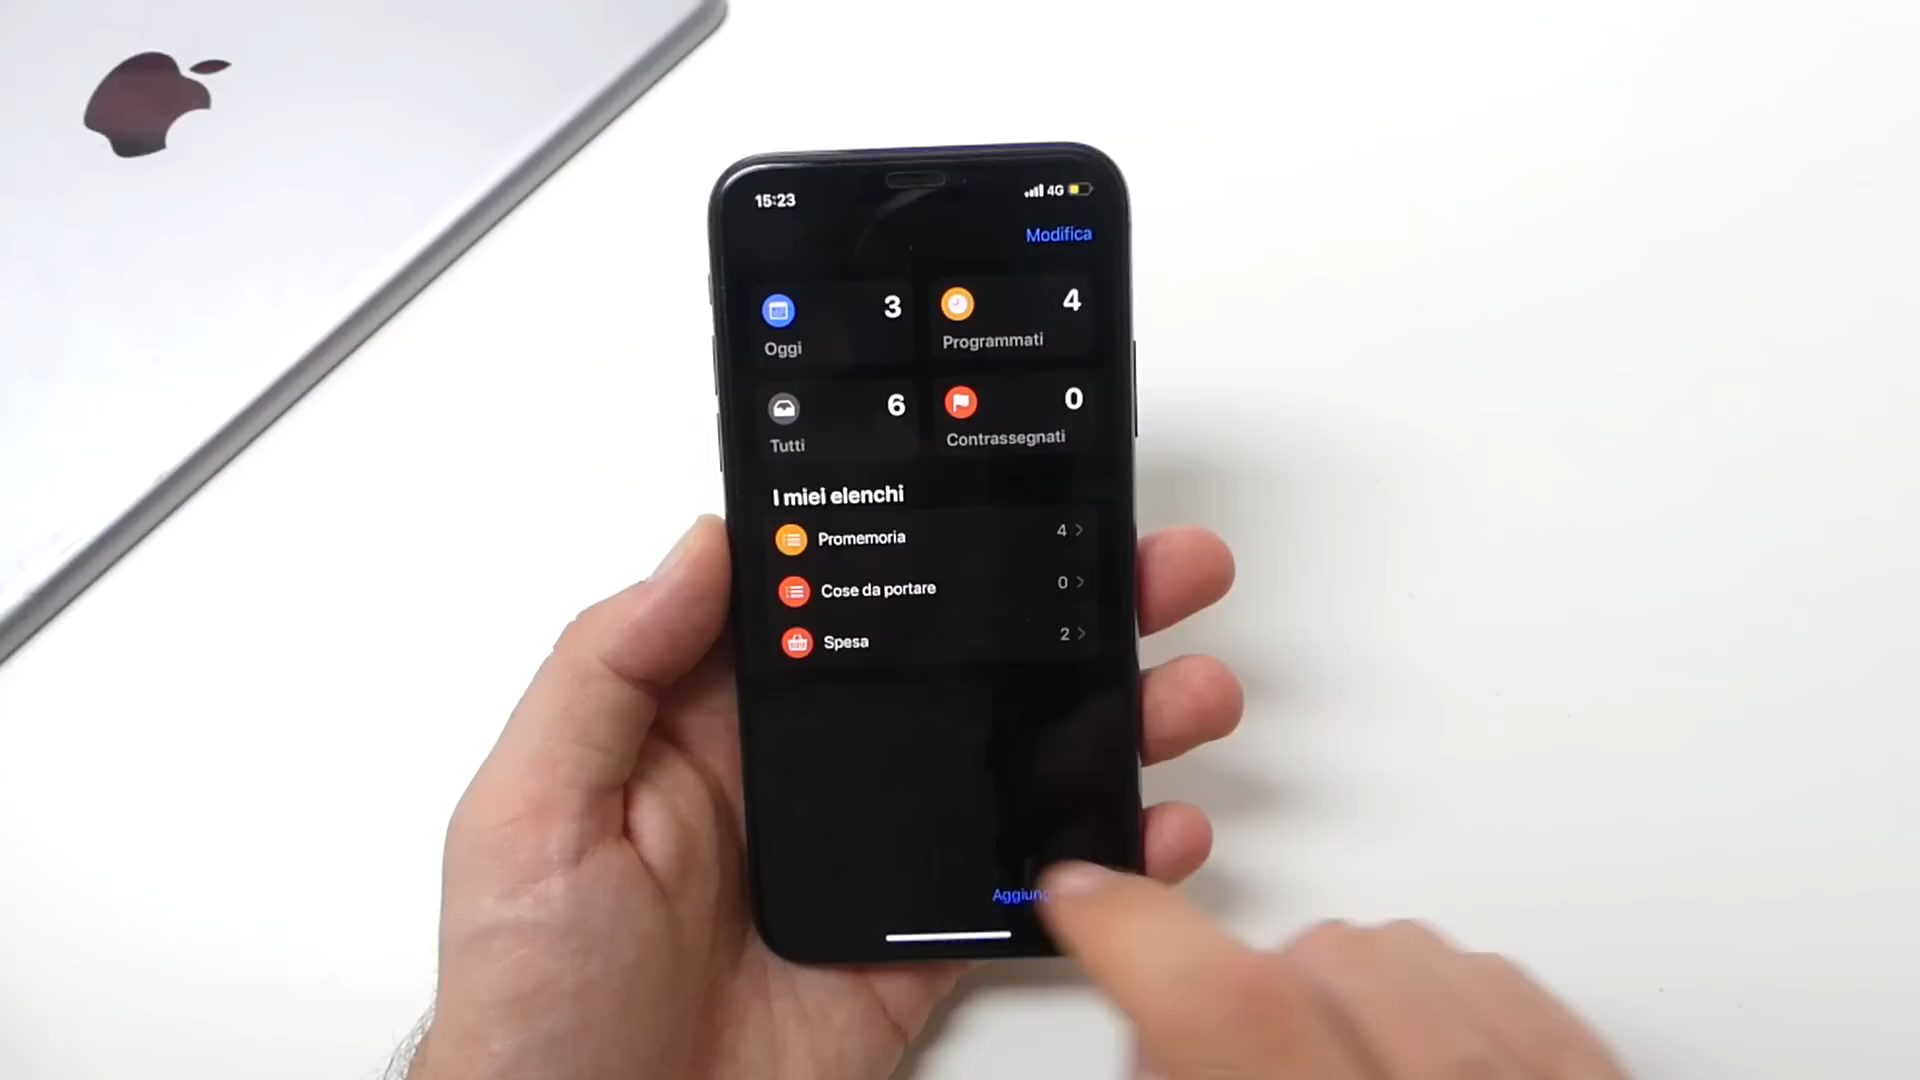 15:23 4G
Modifica
3 4
Oggi Programmati
6 0
Tutti Contrassegnati
I miei elenchi
Promemoria 4
Cose da portare 0
Spesa 2